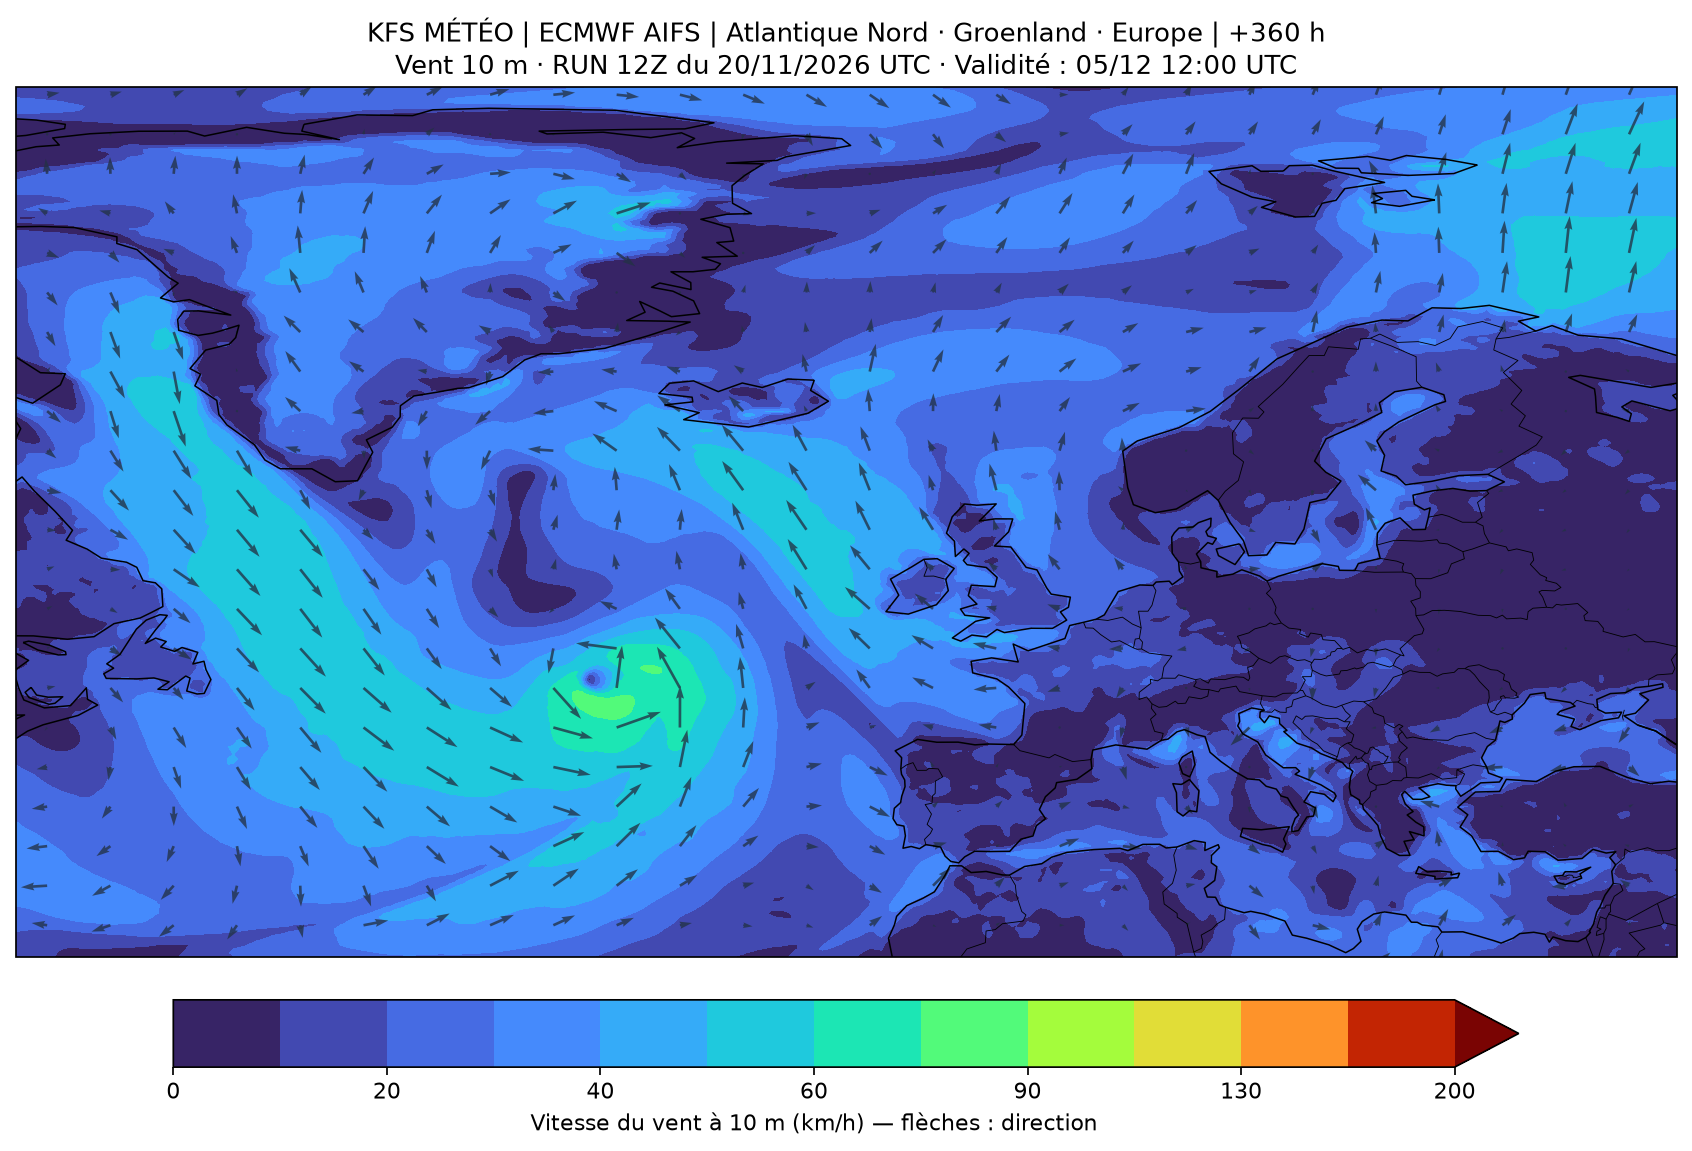 KFS MÉTÉO | ECMWF AIFS | Atlantique Nord · Groenland · Europe | +360 h
Vent 10 m · RUN 12Z du 20/11/2026 UTC · Validité : 05/12 12:00 UTC
0 20 40 60 90 130 200
Vitesse du vent à 10 m (km/h) — flèches : direction